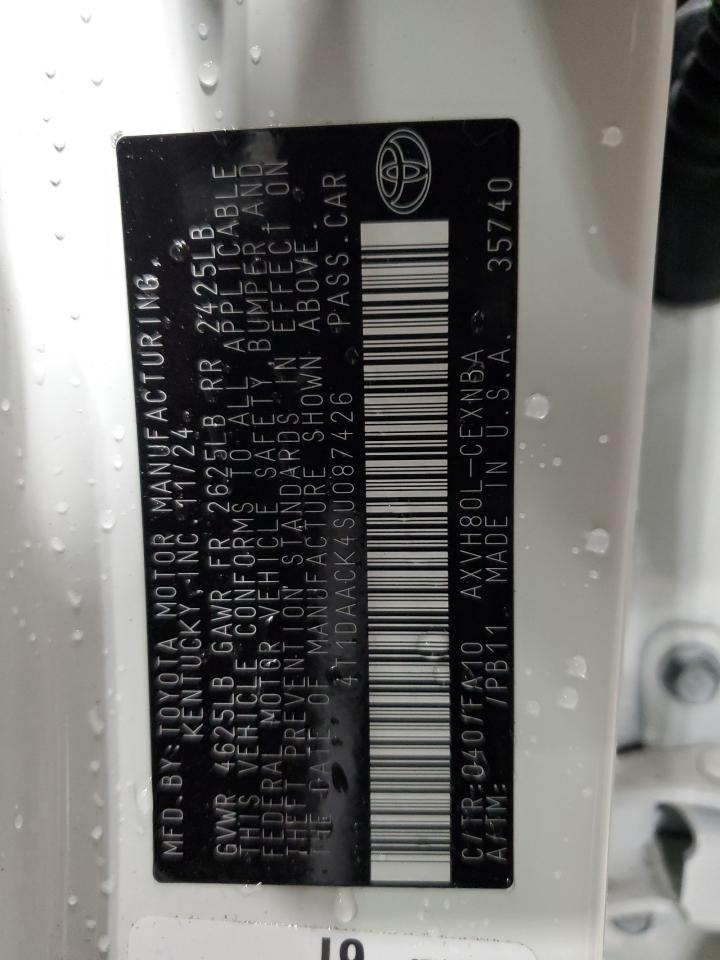 MFD.BY:TOYOTA MOTOR MANUFACTURING,
KENTUCKY,INC. 11/24
GVWR 4625LB GAWR FR 2625LB RR 2425LB
THIS VEHICLE CONFORMS TO ALL APPLICABLE
FEDERAL MOTOR VEHICLE SAFETY,BUMPER,AND
THEFT PREVENTION STANDARDS IN EFFECT ON
THE DATE OF MANUFACTURE SHOWN ABOVE.
4T1DAACK4SU087426 PASS.CAR
C/TR:040/FA10 AXVH80L-CEXNBA
A/TM: /PB11 MADE IN U.S.A. 35740